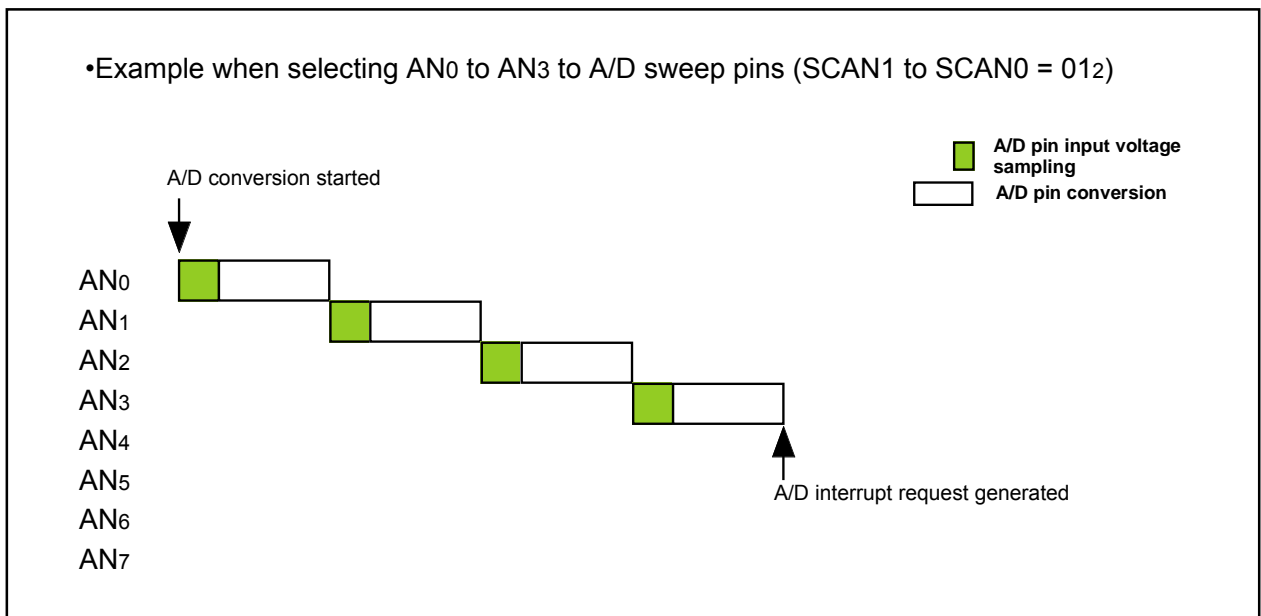 •Example when selecting AN0 to AN3 to A/D sweep pins (SCAN1 to SCAN0 = 012)
A/D pin input voltage
sampling
A/D conversion started
A/D pin conversion
AN0
AN1
AN2
AN3
AN4
AN5
A/D interrupt request generated
AN6
AN7